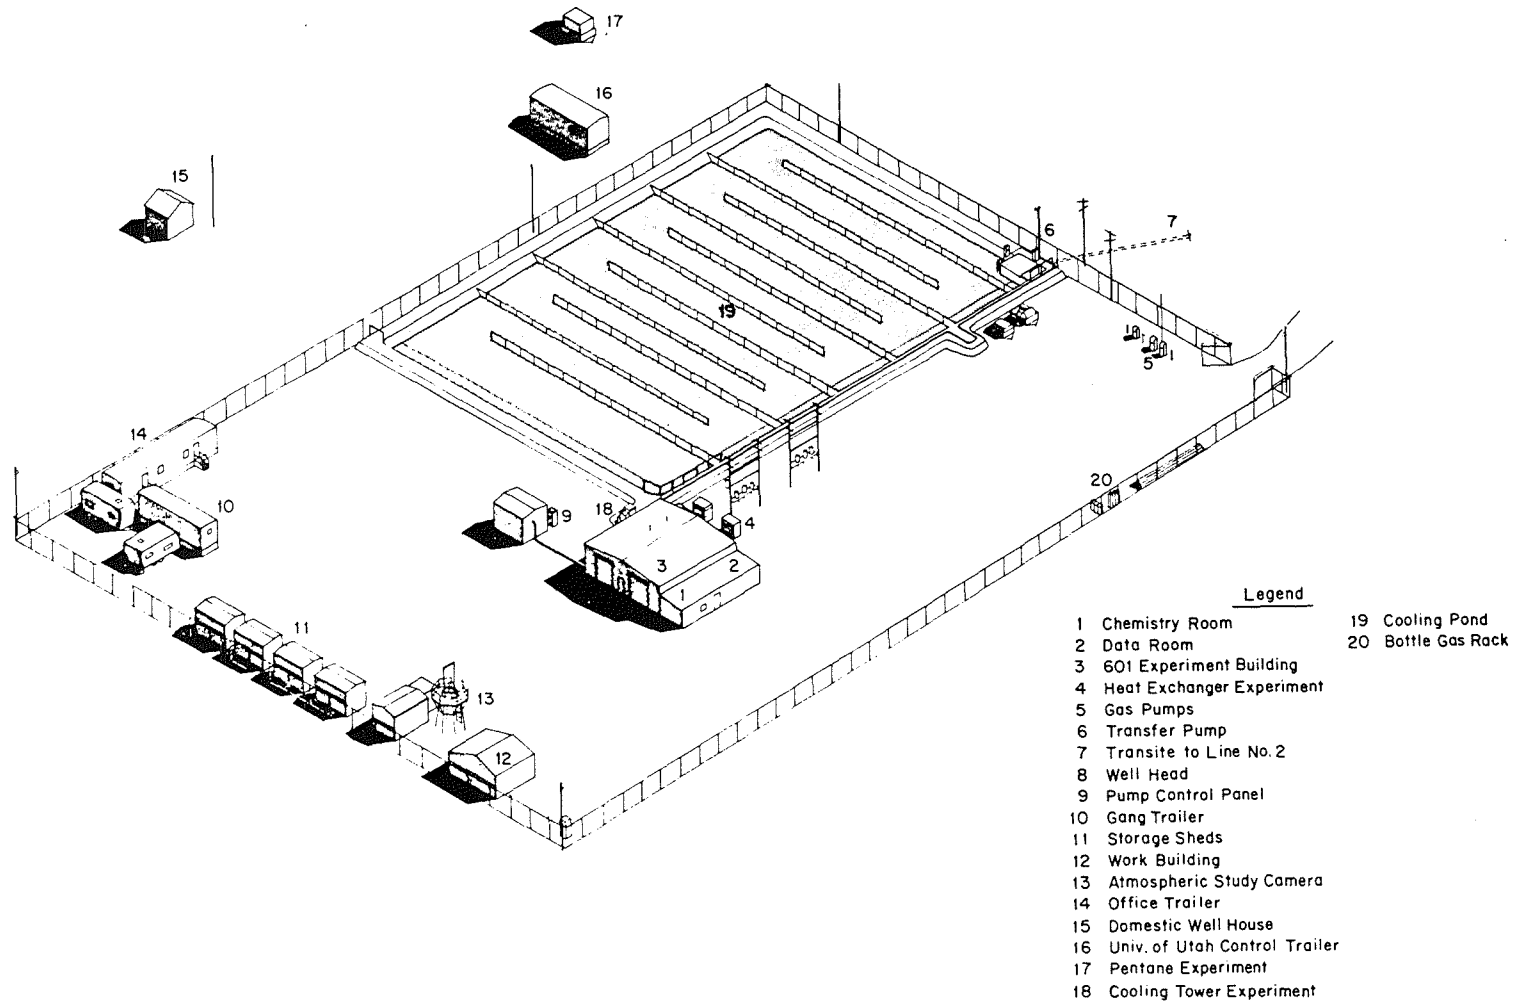 17
16
15
6
7
19
5
14
10
9
18
4
20
3
2
1
11
13
12
Legend
1 Chemistry Room
2 Data Room
3 601 Experiment Building
4 Heat Exchanger Experiment
5 Gas Pumps
6 Transfer Pump
7 Transite to Line No. 2
8 Well Head
9 Pump Control Panel
10 Gang Trailer
11 Storage Sheds
12 Work Building
13 Atmospheric Study Camera
14 Office Trailer
15 Domestic Well House
16 Univ. of Utah Control Trailer
17 Pentane Experiment
18 Cooling Tower Experiment
19 Cooling Pond
20 Bottle Gas Rack